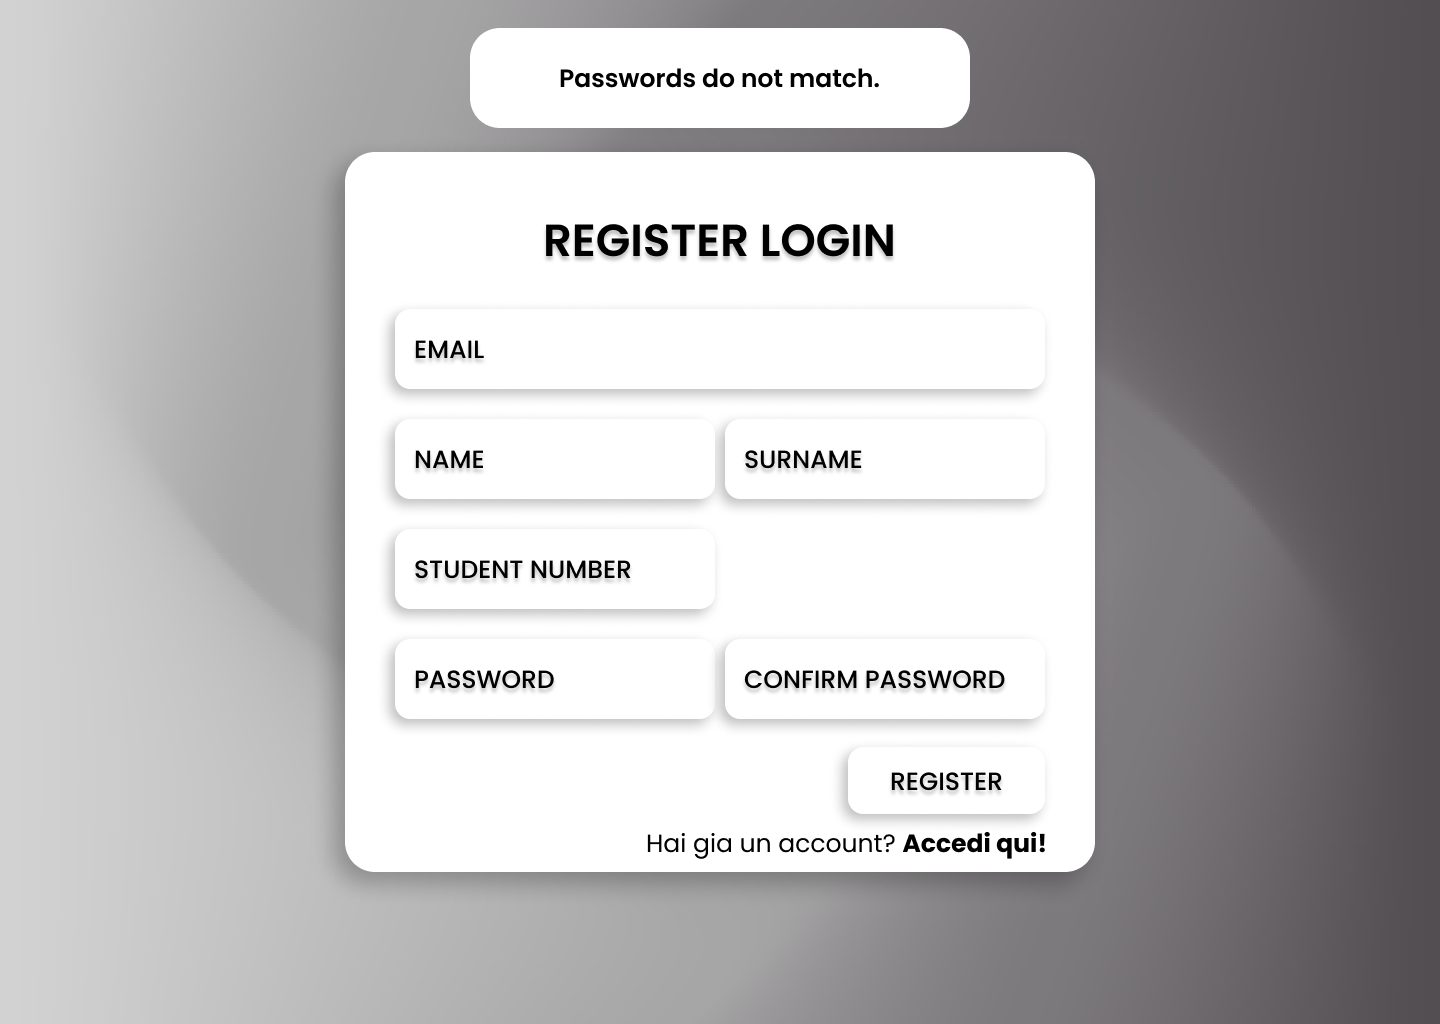 Passwords do not match.
REGISTER LOGIN
EMAIL
NAME
SURNAME
STUDENT NUMBER
PASSWORD
CONFIRM PASSWORD
REGISTER
Hai gia un account? Accedi qui!